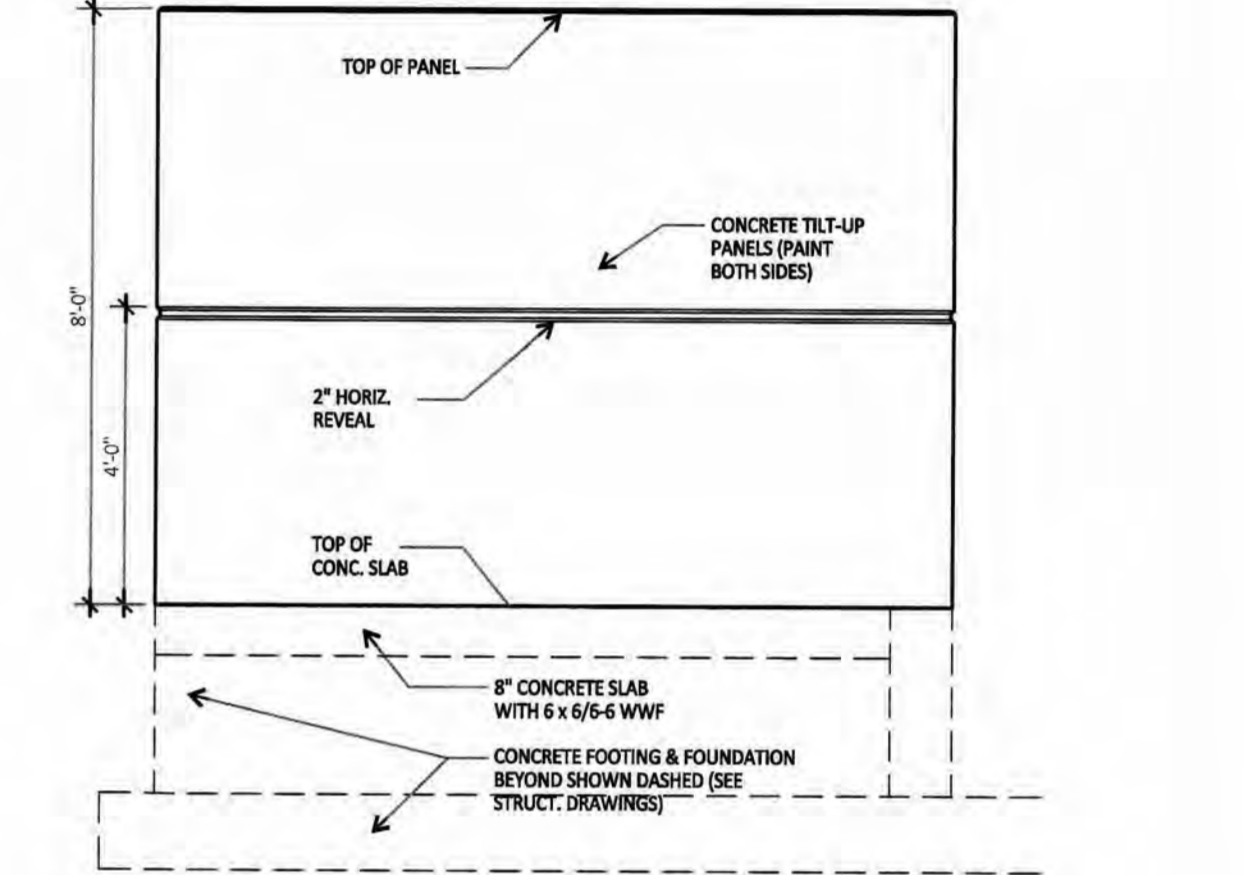 TOP OF PANEL
CONCRETE TILT-UP
PANELS (PAINT
BOTH SIDES)
8'-0"
2" HORIZ.
REVEAL
4'-0"
TOP OF
CONC. SLAB
8" CONCRETE SLAB
WITH 6 x 6/6-6 WWF
CONCRETE FOOTING & FOUNDATION
BEYOND SHOWN DASHED (SEE
STRUCT. DRAWINGS)